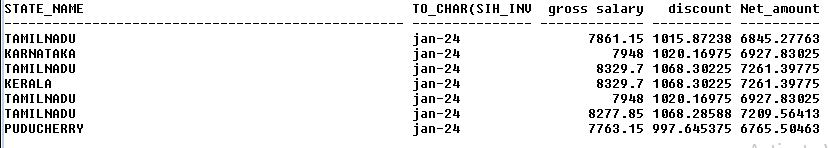 STATE_NAME TO_CHAR(SIH_INV gross salary discount Net_amount
TAMILNADU jan-24 7861.15 1015.87238 6845.27763
KARNATAKA jan-24 7948 1020.16975 6927.83025
TAMILNADU jan-24 8329.7 1068.30225 7261.39775
KERALA jan-24 8329.7 1068.30225 7261.39775
TAMILNADU jan-24 7948 1020.16975 6927.83025
TAMILNADU jan-24 8277.85 1068.28588 7209.56413
PUDUCHERRY jan-24 7763.15 997.645375 6765.50463